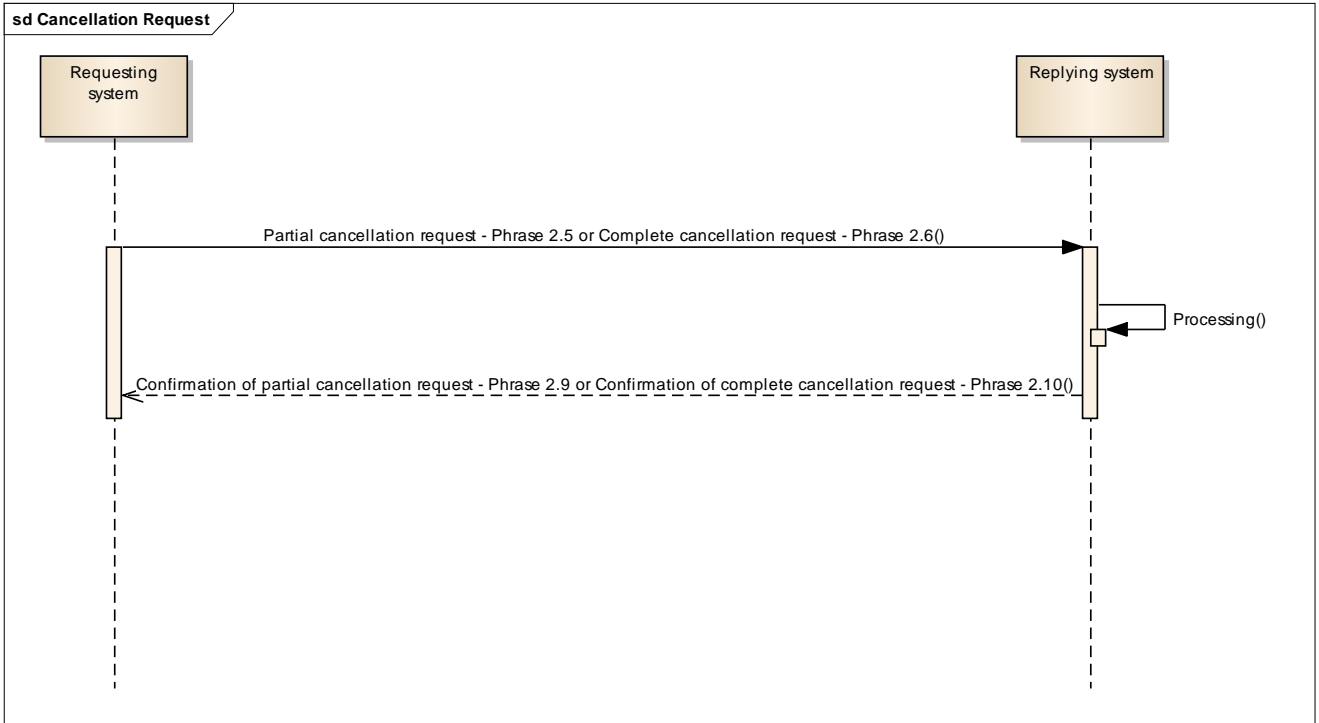 sd Cancellation Request
Requesting
system
Replying system
Partial cancellation request - Phrase 2.5 or Complete cancellation request - Phrase 2.6()
Processing()
Confirmation of partial cancellation request - Phrase 2.9 or Confirmation of complete cancellation request - Phrase 2.10()